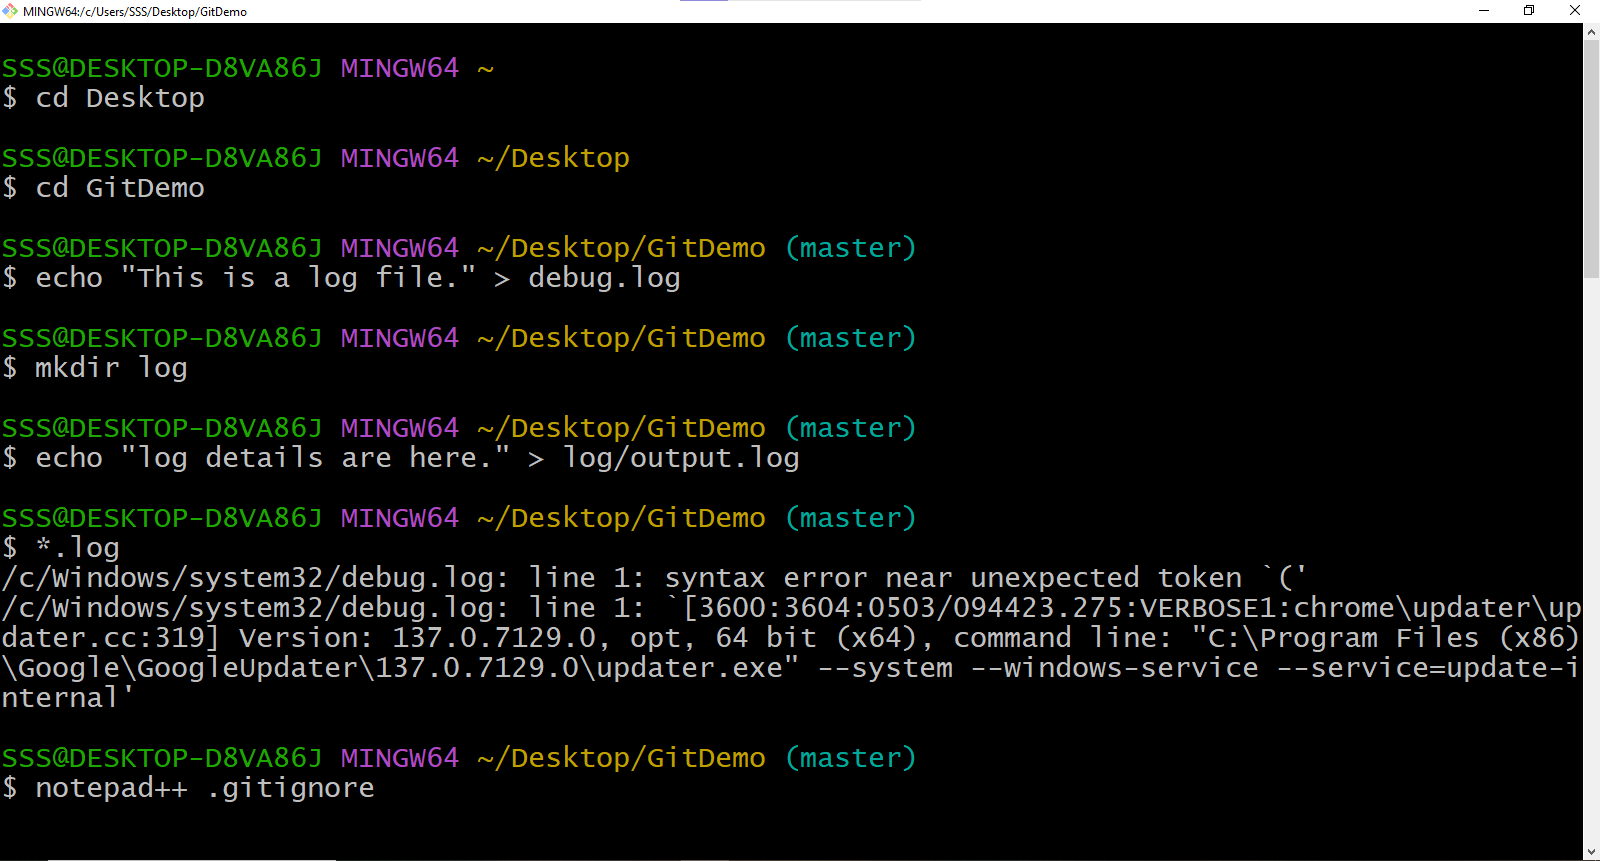 MINGW64:/c/Users/SSS/Desktop/GitDemo
SSS@DESKTOP-D8VA86J MINGW64 ~
$ cd Desktop
SSS@DESKTOP-D8VA86J MINGW64 ~/Desktop
$ cd GitDemo
SSS@DESKTOP-D8VA86J MINGW64 ~/Desktop/GitDemo (master)
$ echo "This is a log file." > debug.log
SSS@DESKTOP-D8VA86J MINGW64 ~/Desktop/GitDemo (master)
$ mkdir log
SSS@DESKTOP-D8VA86J MINGW64 ~/Desktop/GitDemo (master)
$ echo "log details are here." > log/output.log
SSS@DESKTOP-D8VA86J MINGW64 ~/Desktop/GitDemo (master)
$ *.log
/c/Windows/system32/debug.log: line 1: syntax error near unexpected token `('
/c/Windows/system32/debug.log: line 1: `[3600:3604:0503/094423.275:VERBOSE1:chrome\updater\up
dater.cc:319] Version: 137.0.7129.0, opt, 64 bit (x64), command line: "C:\Program Files (x86)
\Google\GoogleUpdater\137.0.7129.0\updater.exe" --system --windows-service --service=update-i
nternal'
SSS@DESKTOP-D8VA86J MINGW64 ~/Desktop/GitDemo (master)
$ notepad++ .gitignore